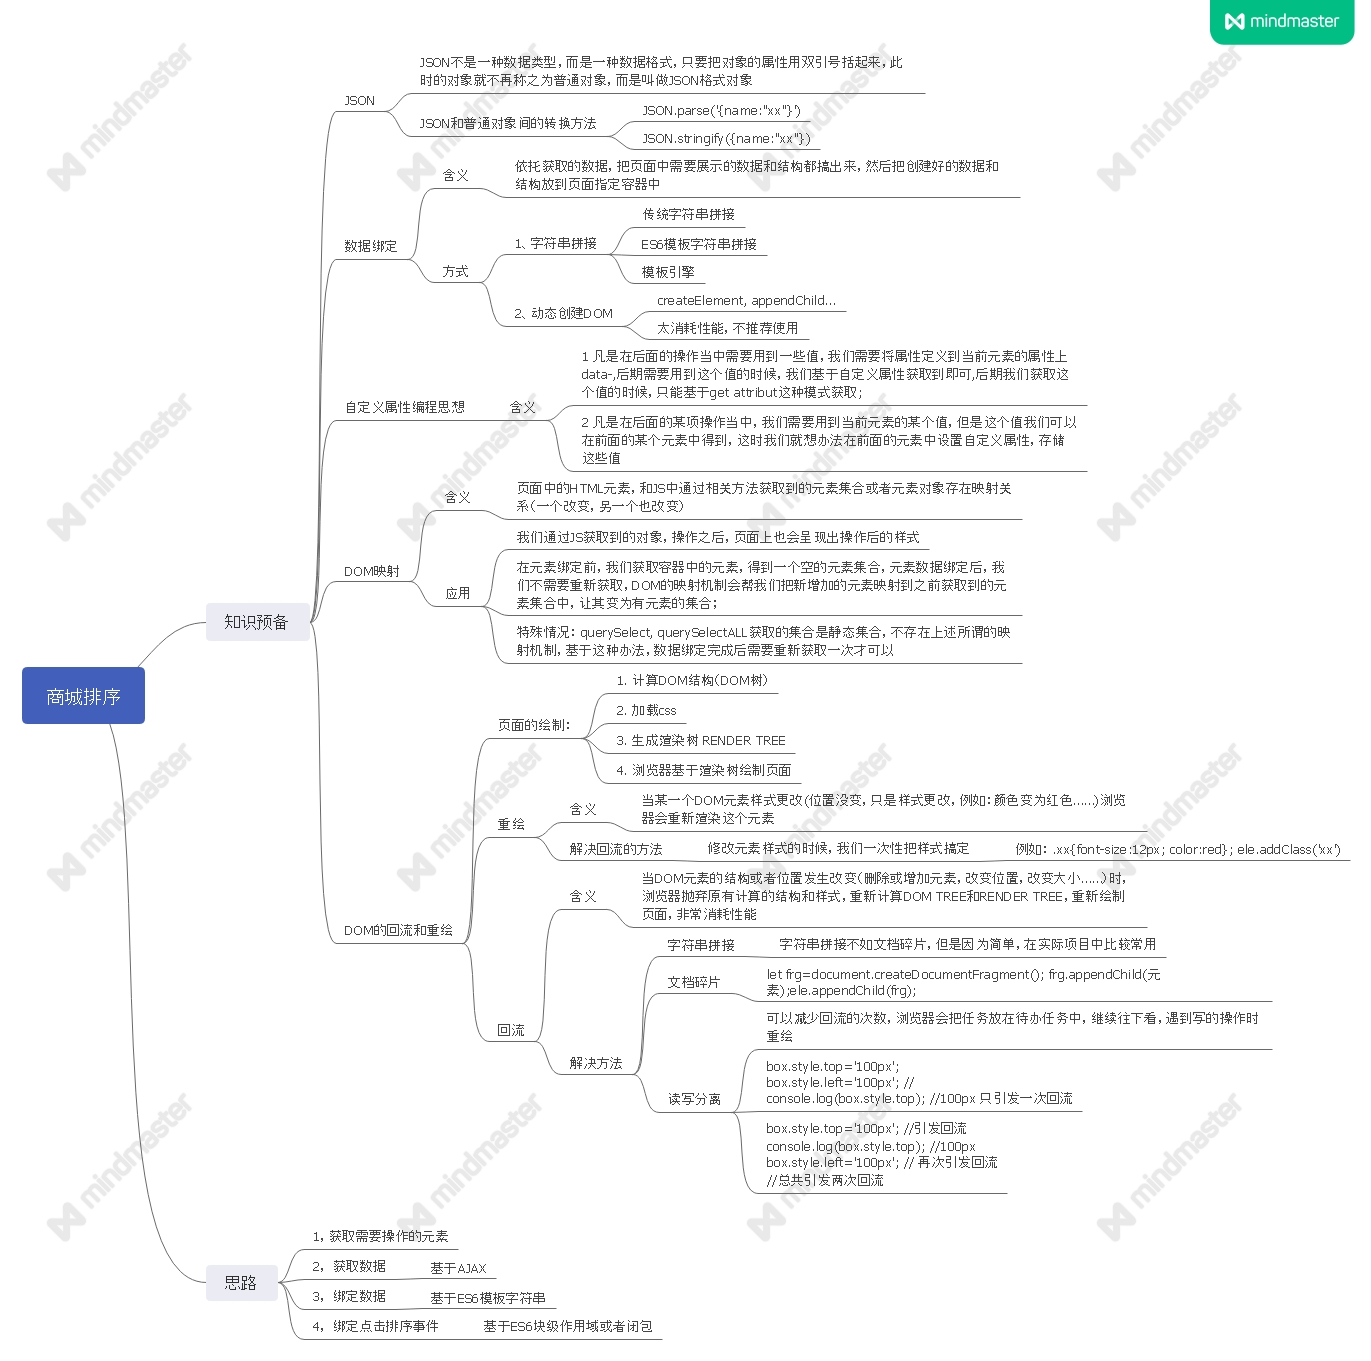 mindmaster
JSON不是一种数据类型，而是一种数据格式，只要把对象的属性用双引号括起来，此
时的对象就不再称之为普通对象，而是叫做JSON格式对象
JSON
JSON和普通对象间的转换方法
JSON.parse('{name:"xx"}')
JSON.stringify({name:"xx"})
数据绑定
含义
依托获取的数据，把页面中需要展示的数据和结构都搞出来，然后把创建好的数据和
结构放到页面指定容器中
方式
1、字符串拼接
传统字符串拼接
ES6模板字符串拼接
模板引擎
2、动态创建DOM
createElement, appendChild...
太消耗性能，不推荐使用
自定义属性编程思想
含义
1 凡是在后面的操作当中需要用到一些值，我们需要将属性定义到当前元素的属性上
data-,后期需要用到这个值的时候，我们基于自定义属性获取到即可,后期我们获取这
个值的时候，只能基于get attribut这种模式获取；
2 凡是在后面的某项操作当中，我们需要用到当前元素的某个值，但是这个值我们可以
在前面的某个元素中得到，这时我们就想办法在前面的元素中设置自定义属性，存储
这些值
DOM映射
含义
页面中的HTML元素，和JS中通过相关方法获取到的元素集合或者元素对象存在映射关
系（一个改变，另一个也改变）
应用
我们通过JS获取到的对象，操作之后，页面上也会呈现出操作后的样式
在元素绑定前，我们获取容器中的元素，得到一个空的元素集合，元素数据绑定后，我
们不需要重新获取，DOM的映射机制会帮我们把新增加的元素映射到之前获取到的元
素集合中，让其变为有元素的集合；
特殊情况：querySelect, querySelectALL获取的集合是静态集合，不存在上述所谓的映
射机制，基于这种办法，数据绑定完成后需要重新获取一次才可以
知识预备
商城排序
DOM的回流和重绘
页面的绘制：
1. 计算DOM结构（DOM树）
2. 加载css
3. 生成渲染树 RENDER TREE
4. 浏览器基于渲染树绘制页面
重绘
含义
当某一个DOM元素样式更改（位置没变，只是样式更改，例如：颜色变为红色......）浏览
器会重新渲染这个元素
解决回流的方法
修改元素样式的时候，我们一次性把样式搞定
例如：.xx{font-size:12px; color:red}; ele.addClass('xx')
回流
含义
当DOM元素的结构或者位置发生改变（删除或增加元素，改变位置，改变大小......）时，
浏览器抛弃原有计算的结构和样式，重新计算DOM TREE和RENDER TREE，重新绘制
页面，非常消耗性能
解决方法
字符串拼接
字符串拼接不如文档碎片，但是因为简单，在实际项目中比较常用
文档碎片
let frg=document.createDocumentFragment(); frg.appendChild(元
素);ele.appendChild(frg);
读写分离
可以减少回流的次数，浏览器会把任务放在待办任务中，继续往下看，遇到写的操作时
重绘
box.style.top='100px';
box.style.left='100px'; //
console.log(box.style.top); //100px 只引发一次回流
box.style.top='100px'; //引发回流
console.log(box.style.top); //100px
box.style.left='100px'; // 再次引发回流
//总共引发两次回流
思路
1，获取需要操作的元素
2，获取数据
基于AJAX
3，绑定数据
基于ES6模板字符串
4，绑定点击排序事件
基于ES6块级作用域或者闭包